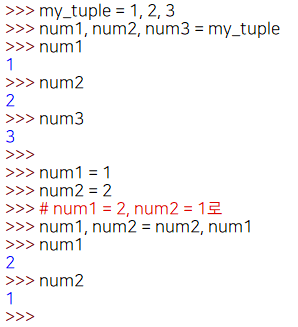 >>> my_tuple = 1, 2, 3
>>> num1, num2, num3 = my_tuple
>>> num1
1
>>> num2
2
>>> num3
3
>>>
>>> num1 = 1
>>> num2 = 2
>>> # num1 = 2, num2 = 1로
>>> num1, num2 = num2, num1
>>> num1
2
>>> num2
1
>>>